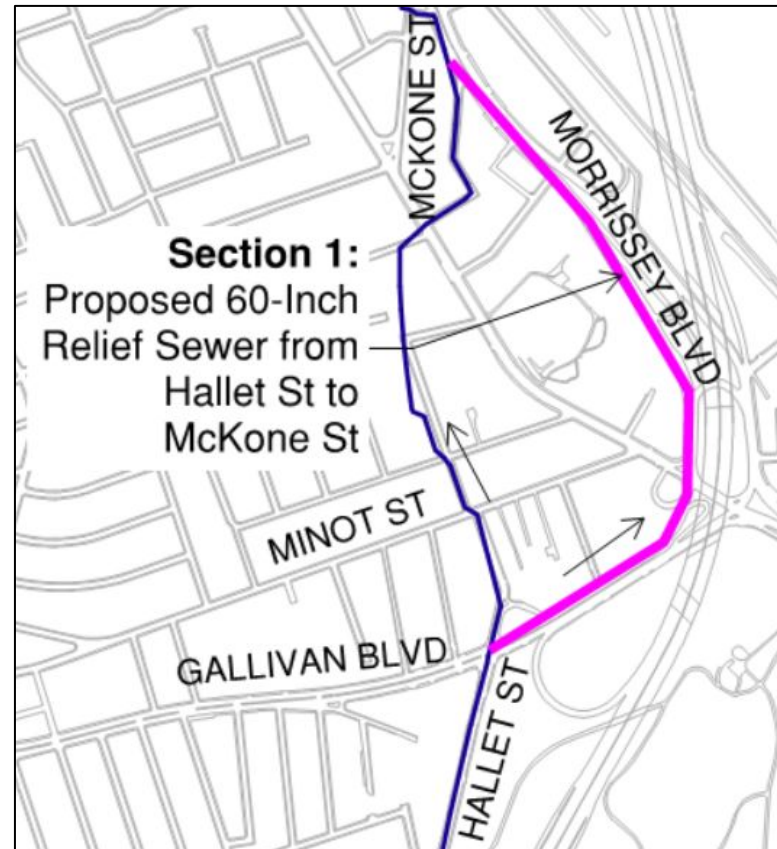 MCKONE ST
MORRISSEY BLVD
Section 1:
Proposed 60-Inch
Relief Sewer from
Hallet St to
McKone St
MINOT ST
GALLIVAN BLVD
HALLET ST